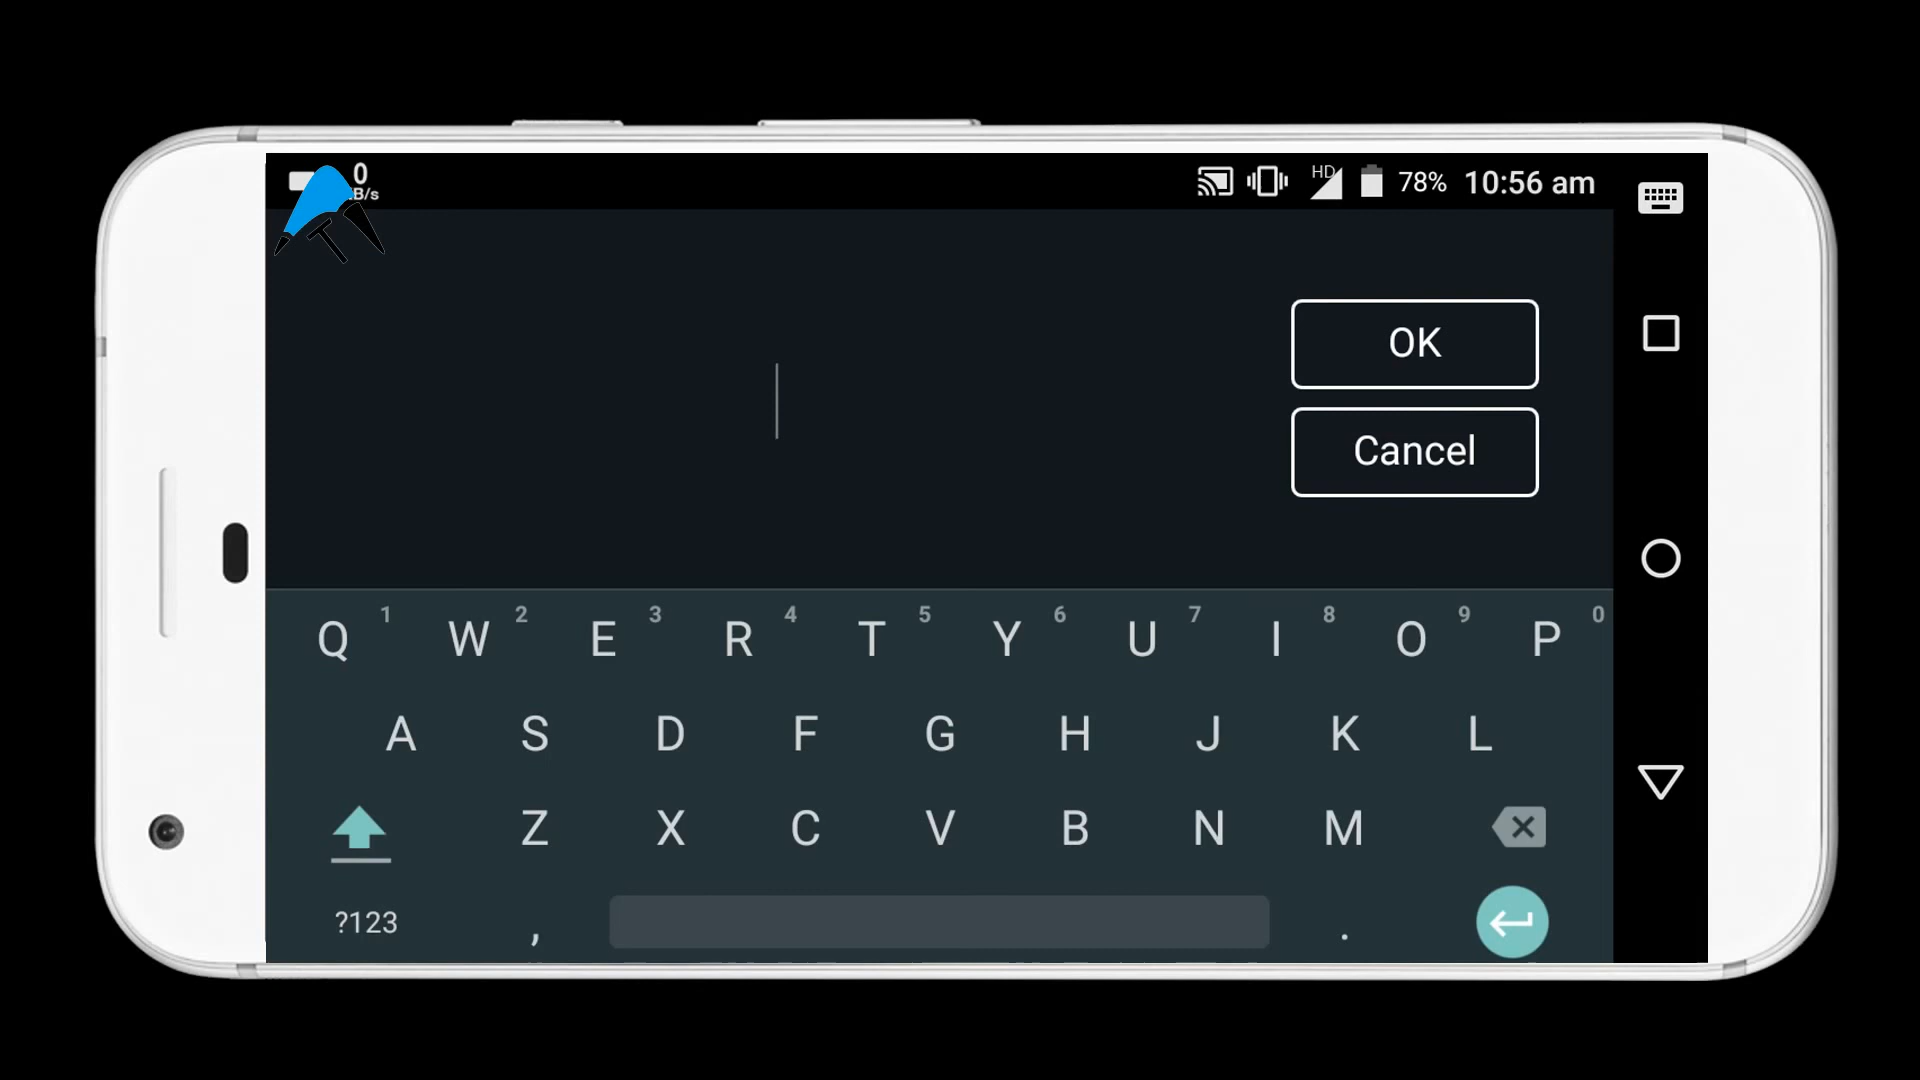 0
B/s
HD
78%
10:56 am
OK
Cancel
Q 1 W 2 E 3 R 4 T 5 Y 6 U 7 I 8 O 9 P 0
A S D F G H J K L
Z X C V B N M
?123 , .